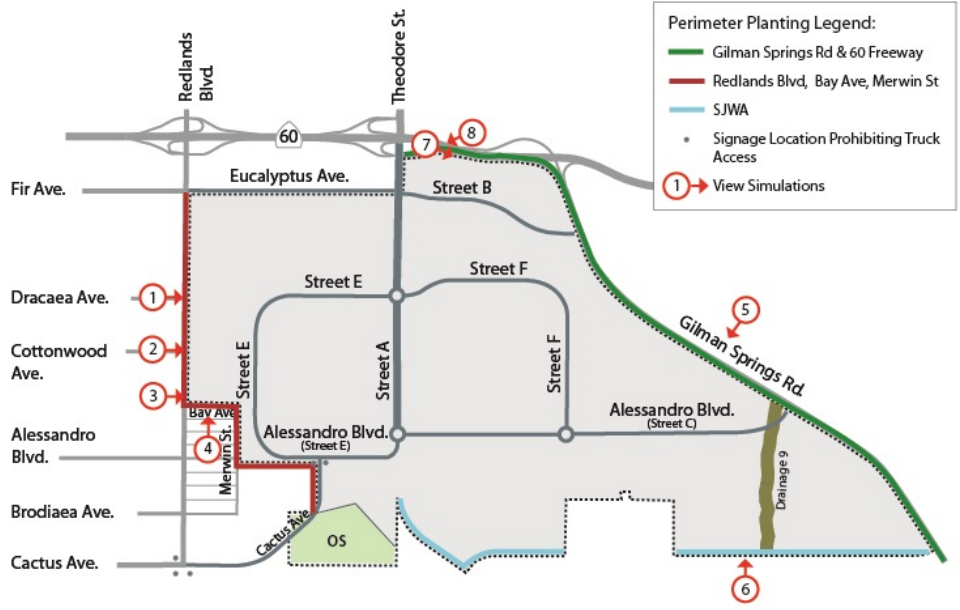 Redlands
Blvd.
Theodore St.
Perimeter Planting Legend:
Gilman Springs Rd & 60 Freeway
Redlands Blvd, Bay Ave, Merwin St
SJWA
Signage Location Prohibiting Truck
Access
1
View Simulations
60
7
8
Fir Ave.
Eucalyptus Ave.
Street B
Dracaea Ave.
1
Street E
Street F
5
Gilman Springs Rd.
Cottonwood
Ave.
2
Street E
Street A
Street F
3
Bay Ave
4
Merwin St.
Alessandro
Blvd.
Alessandro Blvd.
(Street E)
Alessandro Blvd.
(Street C)
Drainage 9
Brodiaea Ave.
Cactus Ave
OS
Cactus Ave.
6